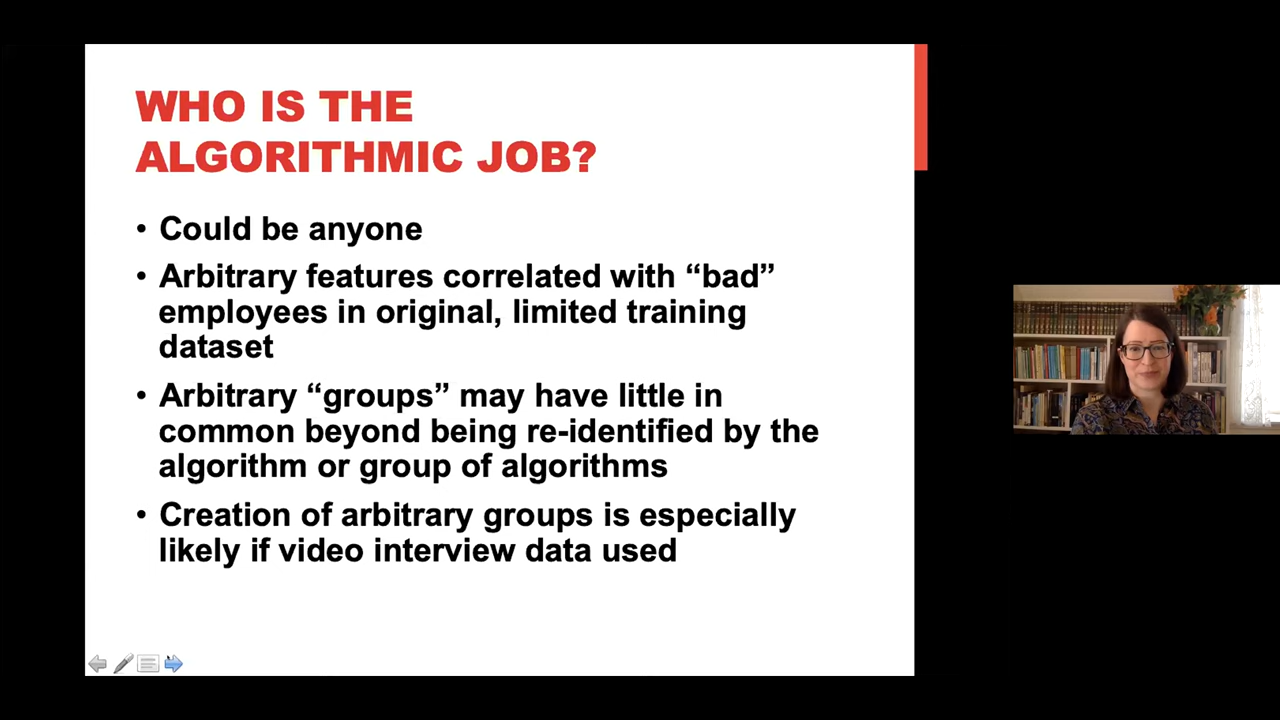 WHO IS THE
ALGORITHMIC JOB?
• Could be anyone
• Arbitrary features correlated with “bad”
employees in original, limited training
dataset
• Arbitrary “groups” may have little in
common beyond being re-identified by the
algorithm or group of algorithms
• Creation of arbitrary groups is especially
likely if video interview data used